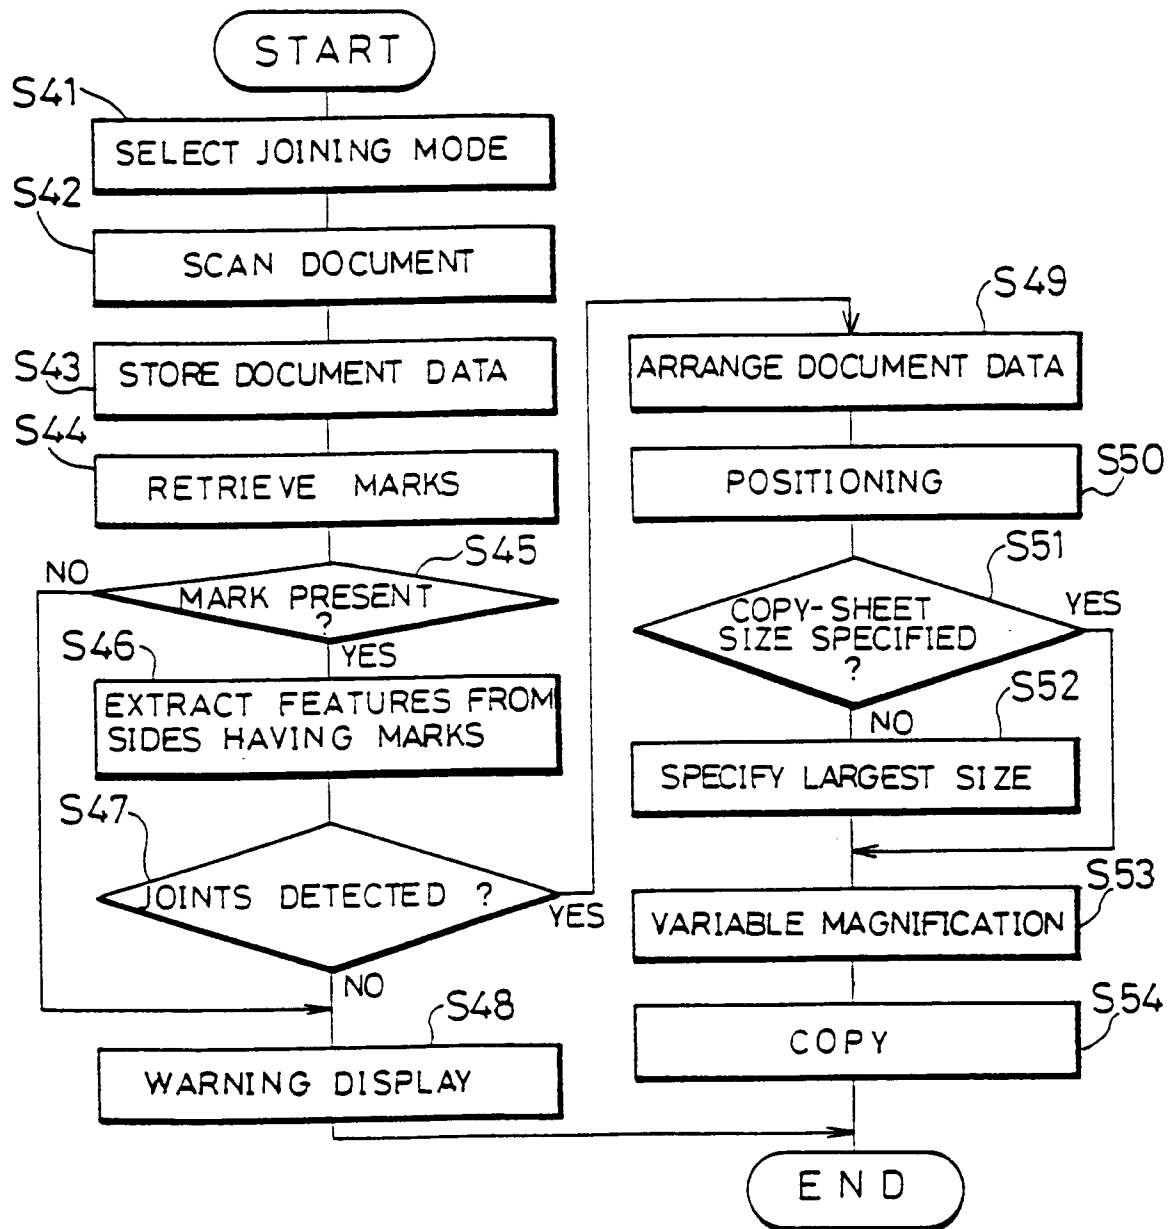 START
S41
SELECT JOINING MODE
S42
SCAN DOCUMENT
S43
STORE DOCUMENT DATA
S44
RETRIEVE MARKS
S45
NO
MARK PRESENT
?
YES
S46
EXTRACT FEATURES FROM
SIDES HAVING MARKS
S47
JOINTS DETECTED ?
YES
NO
S48
WARNING DISPLAY
S49
ARRANGE DOCUMENT DATA
S50
POSITIONING
S51
COPY-SHEET
SIZE SPECIFIED
?
YES
NO
S52
SPECIFY LARGEST SIZE
S53
VARIABLE MAGNIFICATION
S54
COPY
END